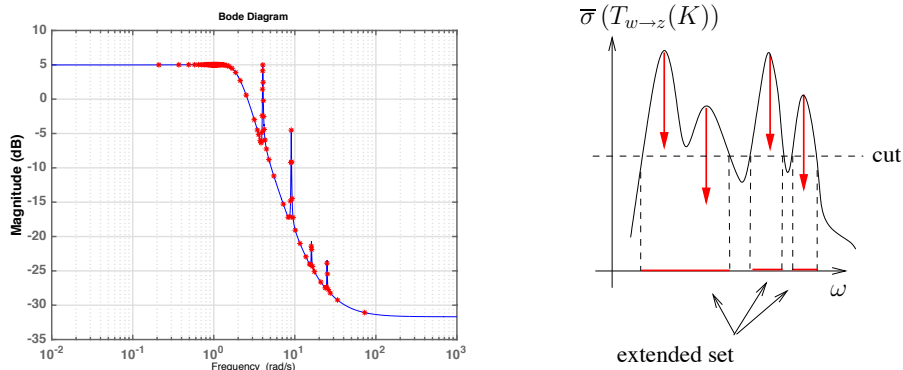 Bode Diagram
Magnitude (dB)
10
5
0
-5
-10
-15
-20
-25
-30
-35
10^-2
10^-1
10^0
10^1
10^2
10^3
Frequency (rad/s)
σ̅ (T_{w→z}(K))
cut
ω
extended set